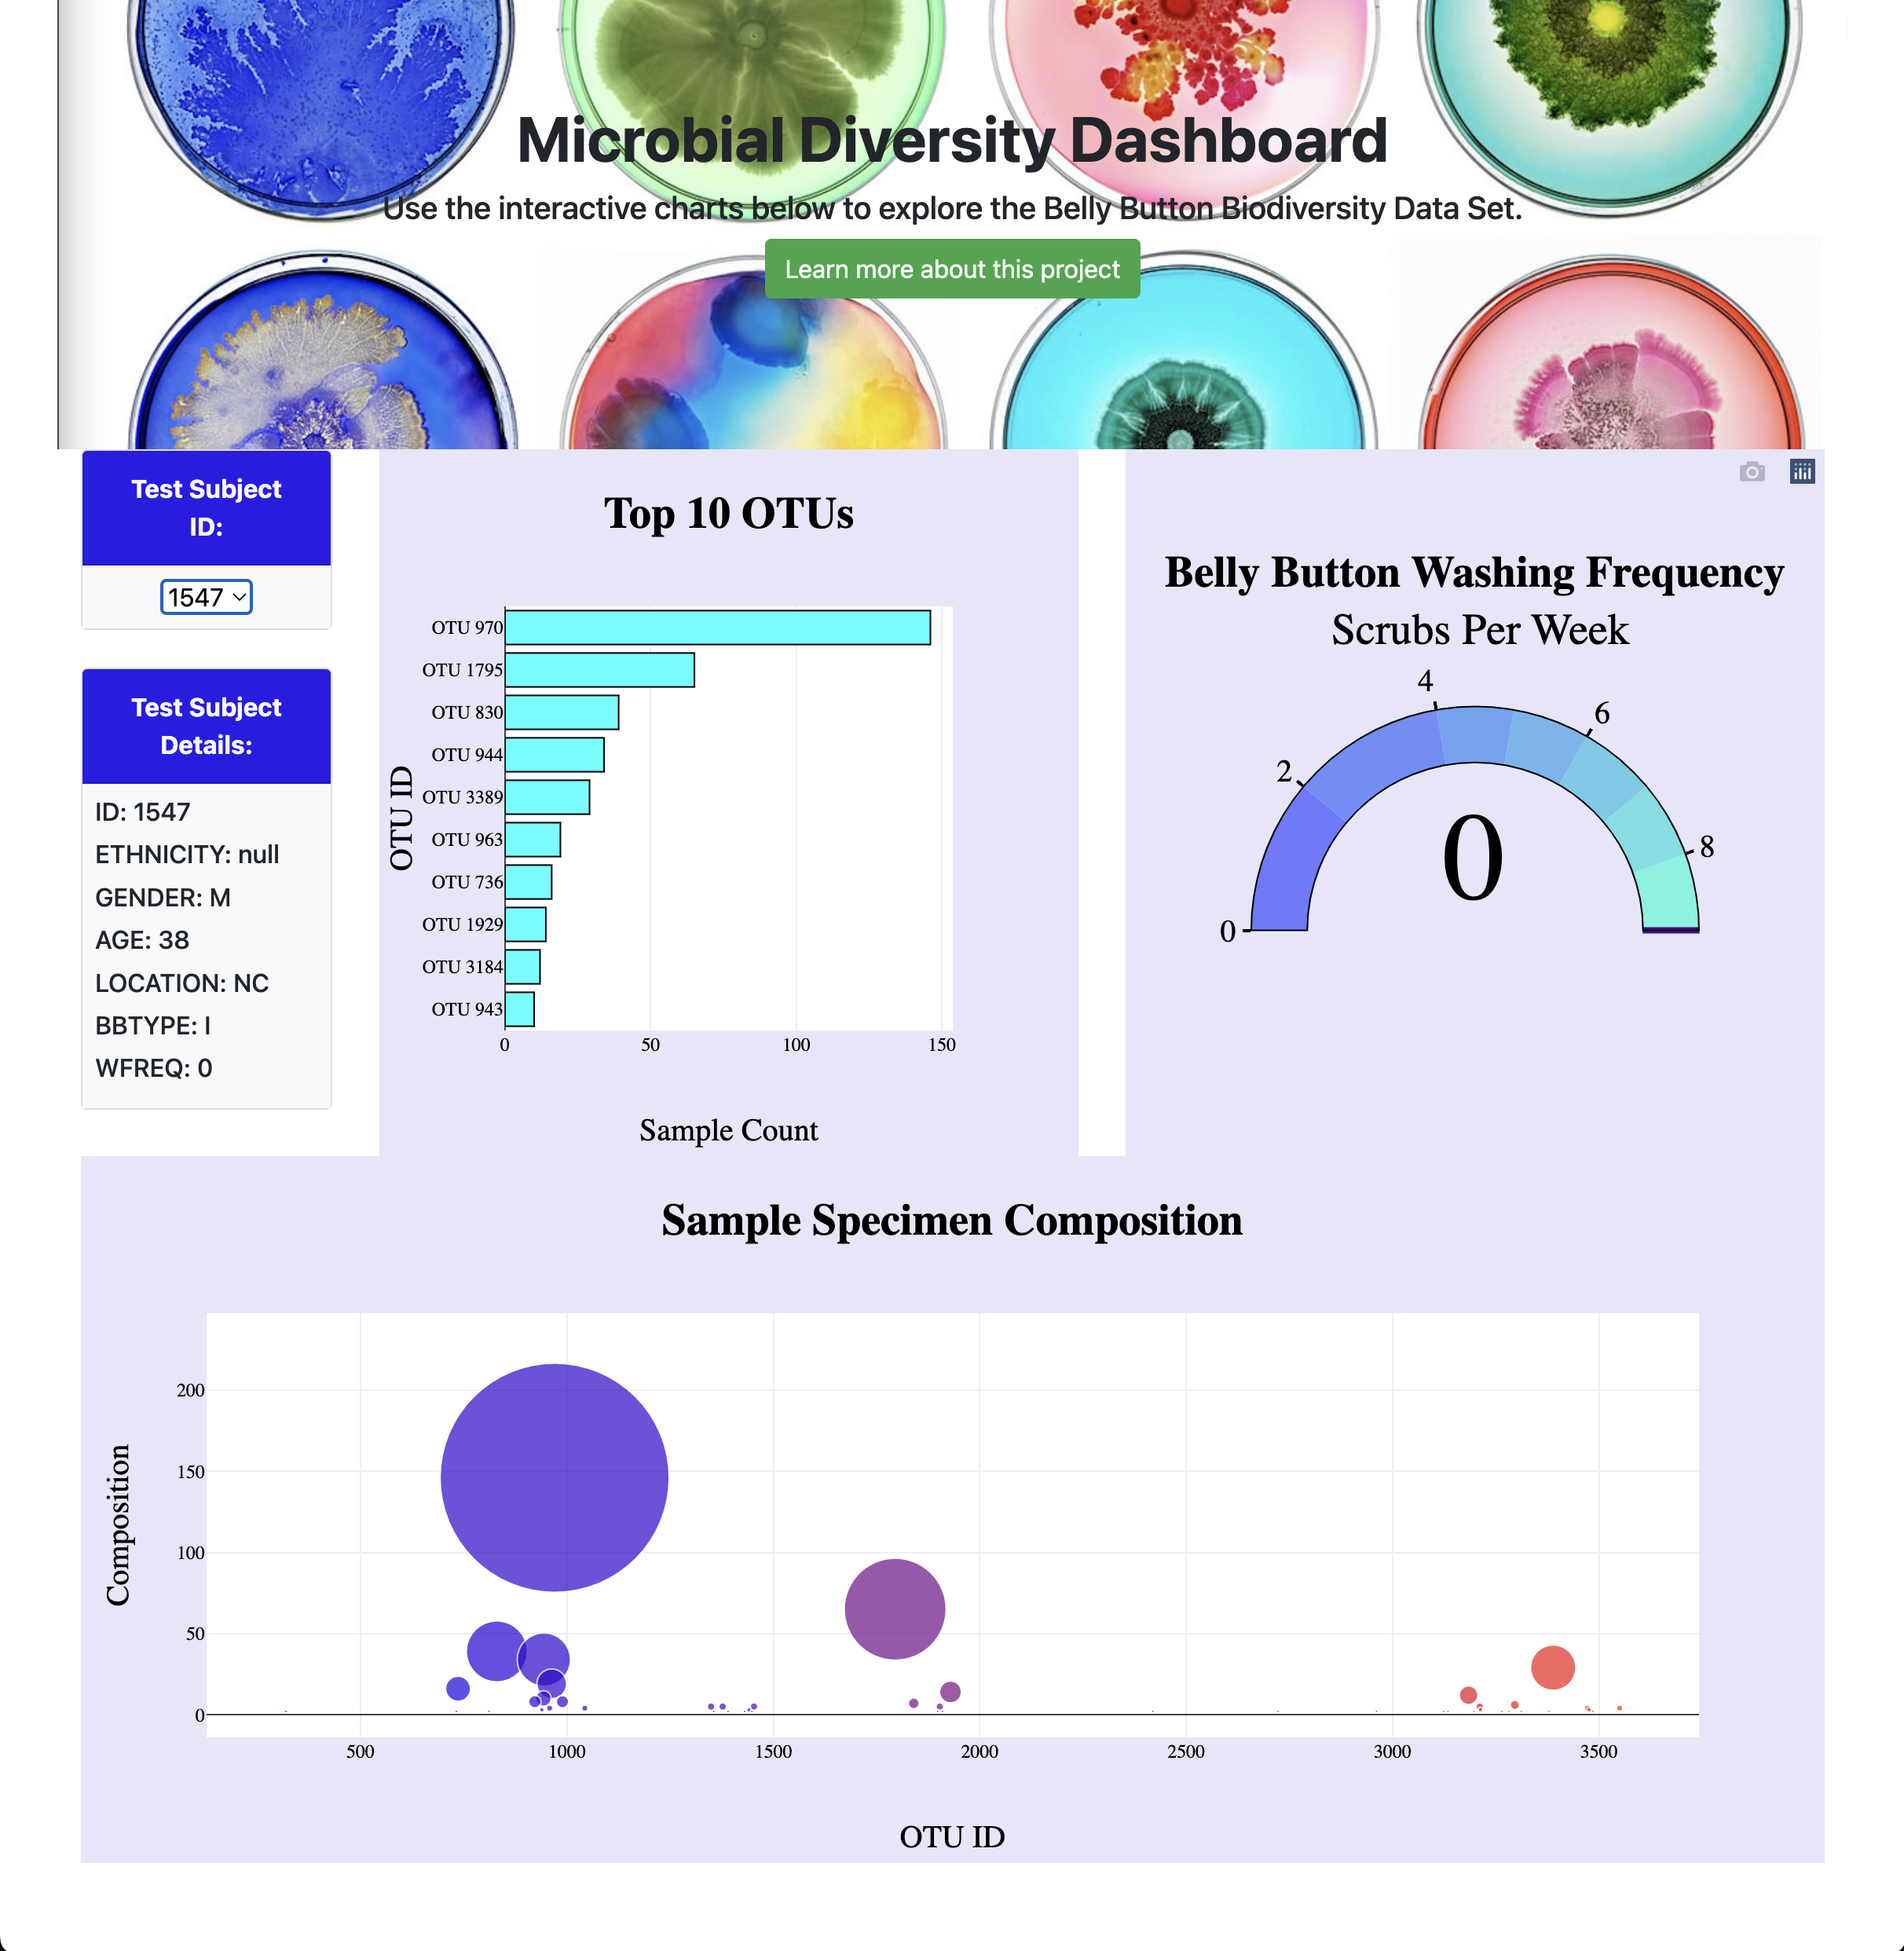 Microbial Diversity Dashboard
Use the interactive charts below to explore the Belly Button Biodiversity Data Set.
Learn more about this project
Test Subject
ID:
1547
Test Subject
Details:
ID: 1547
ETHNICITY: null
GENDER: M
AGE: 38
LOCATION: NC
BBTYPE: I
WFREQ: 0
Top 10 OTUs
OTU ID
OTU 970
OTU 1795
OTU 830
OTU 944
OTU 3389
OTU 963
OTU 736
OTU 1929
OTU 3184
OTU 943
0 50 100 150
Sample Count
Belly Button Washing Frequency
Scrubs Per Week
0
2
4
6
8
0
Sample Specimen Composition
Composition
200
150
100
50
0
500 1000 1500 2000 2500 3000 3500
OTU ID